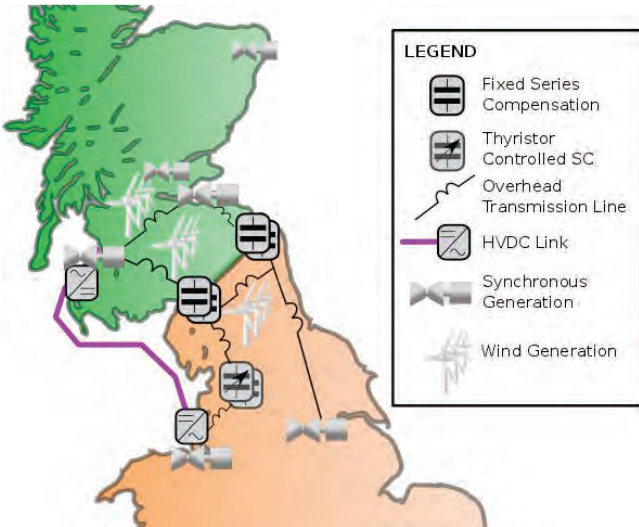 LEGEND
Fixed Series
Compensation
Thyristor
Controlled SC
Overhead
Transmission Line
HVDC Link
Synchronous
Generation
Wind Generation